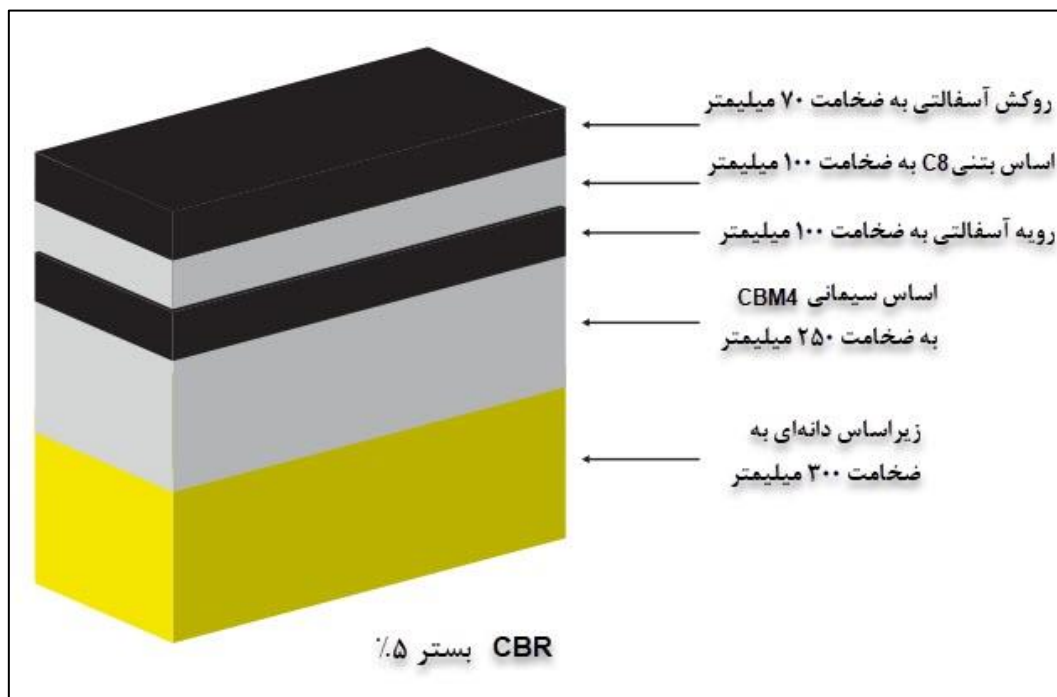 روکش آسفالتی به ضخامت ۷۰ میلیمتر
اساس بتنی C8 به ضخامت ۱۰۰ میلیمتر
رویه آسفالتی به ضخامت ۱۰۰ میلیمتر
اساس سیمانی CBM4
به ضخامت ۲۵۰ میلیمتر
زیراساس دانه‌ای به
ضخامت ۳۰۰ میلیمتر
CBR بستر ۵٪